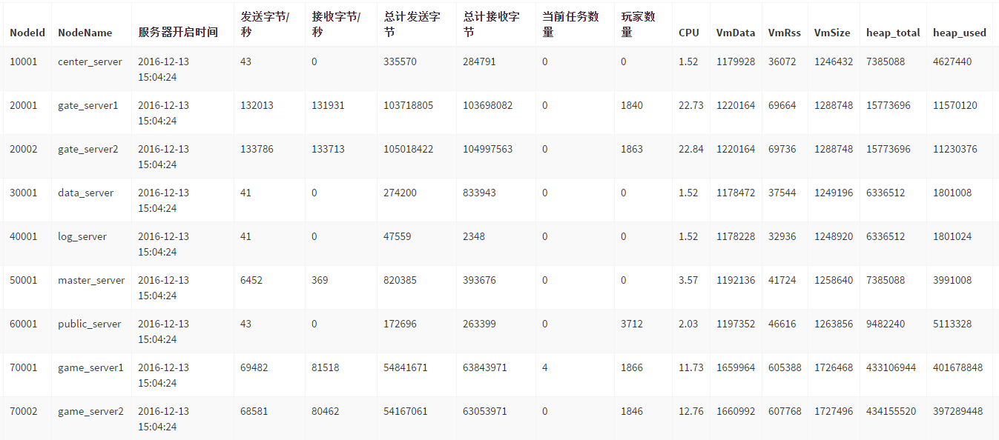 NodeId NodeName 服务器开启时间 发送字节/秒 接收字节/秒 总计发送字节 总计接收字节 当前任务数量 玩家数量 CPU VmData VmRss VmSize heap_total heap_used
10001 center_server 2016-12-13 15:04:24 43 0 335570 284791 0 0 1.52 1179928 36072 1246432 7385088 4627440
20001 gate_server1 2016-12-13 15:04:24 132013 131931 103718805 103698082 0 1840 22.73 1220164 69664 1288748 15773696 11570120
20002 gate_server2 2016-12-13 15:04:24 133786 133713 105018422 104997563 0 1863 22.84 1220164 69736 1288748 15773696 11230376
30001 data_server 2016-12-13 15:04:24 41 0 274200 833943 0 0 1.52 1178472 37544 1249196 6336512 1801008
40001 log_server 2016-12-13 15:04:24 41 0 47559 2348 0 0 1.52 1178228 32936 1248920 6336512 1801024
50001 master_server 2016-12-13 15:04:24 6452 369 820385 393676 0 0 3.57 1192136 41724 1258640 7385088 3991008
60001 public_server 2016-12-13 15:04:24 43 0 172696 263399 0 3712 2.03 1197352 46616 1263856 9482240 5113328
70001 game_server1 2016-12-13 15:04:24 69482 81518 54841671 63843971 4 1866 11.73 1659964 605388 1726468 433106944 401678848
70002 game_server2 2016-12-13 15:04:24 68581 80462 54167061 63053971 0 1846 12.76 1660992 607768 1727496 434155520 397289448